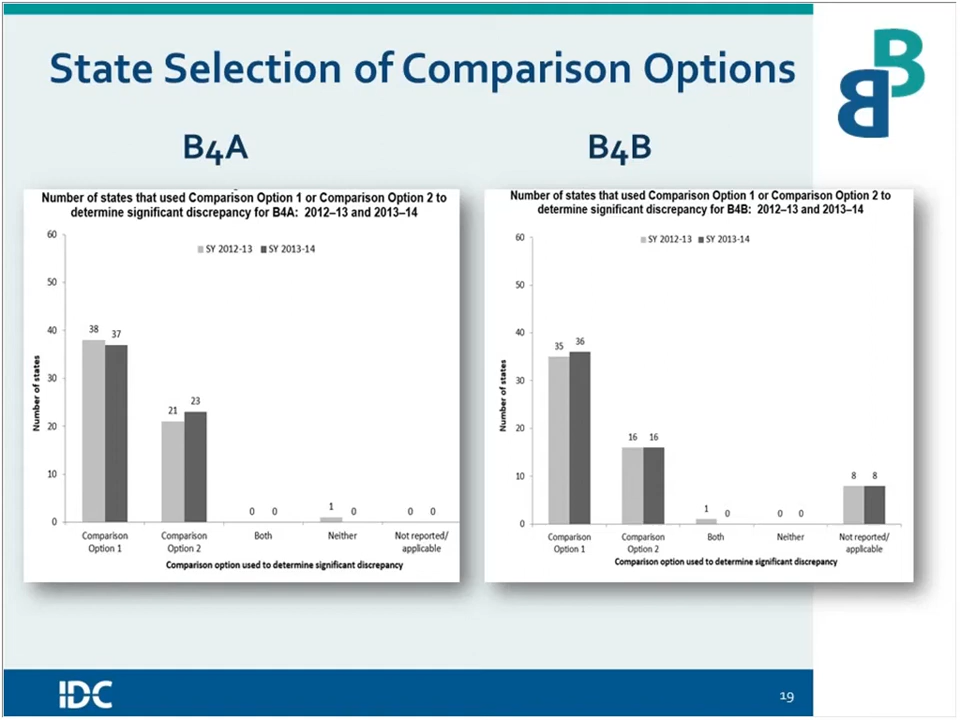 State Selection of Comparison Options
B4A
B4B
Number of states that used Comparison Option 1 or Comparison Option 2 to
determine significant discrepancy for B4A: 2012–13 and 2013–14
60
50
40
30
20
10
0
Number of states
SY 2012-13 SY 2013-14
38 37
21 23
0 0
1 0
0 0
Comparison
Option 1
Comparison
Option 2
Both
Neither
Not reported/
applicable
Comparison option used to determine significant discrepancy
Number of states that used Comparison Option 1 or Comparison Option 2 to
determine significant discrepancy for B4B: 2012–13 and 2013–14
60
50
40
30
20
10
0
Number of states
SY 2012-13 SY 2013-14
35 36
16 16
1 0
0 0
8 8
Comparison
Option 1
Comparison
Option 2
Both
Neither
Not reported/
applicable
Comparison option used to determine significant discrepancy
B
B
IDC
19